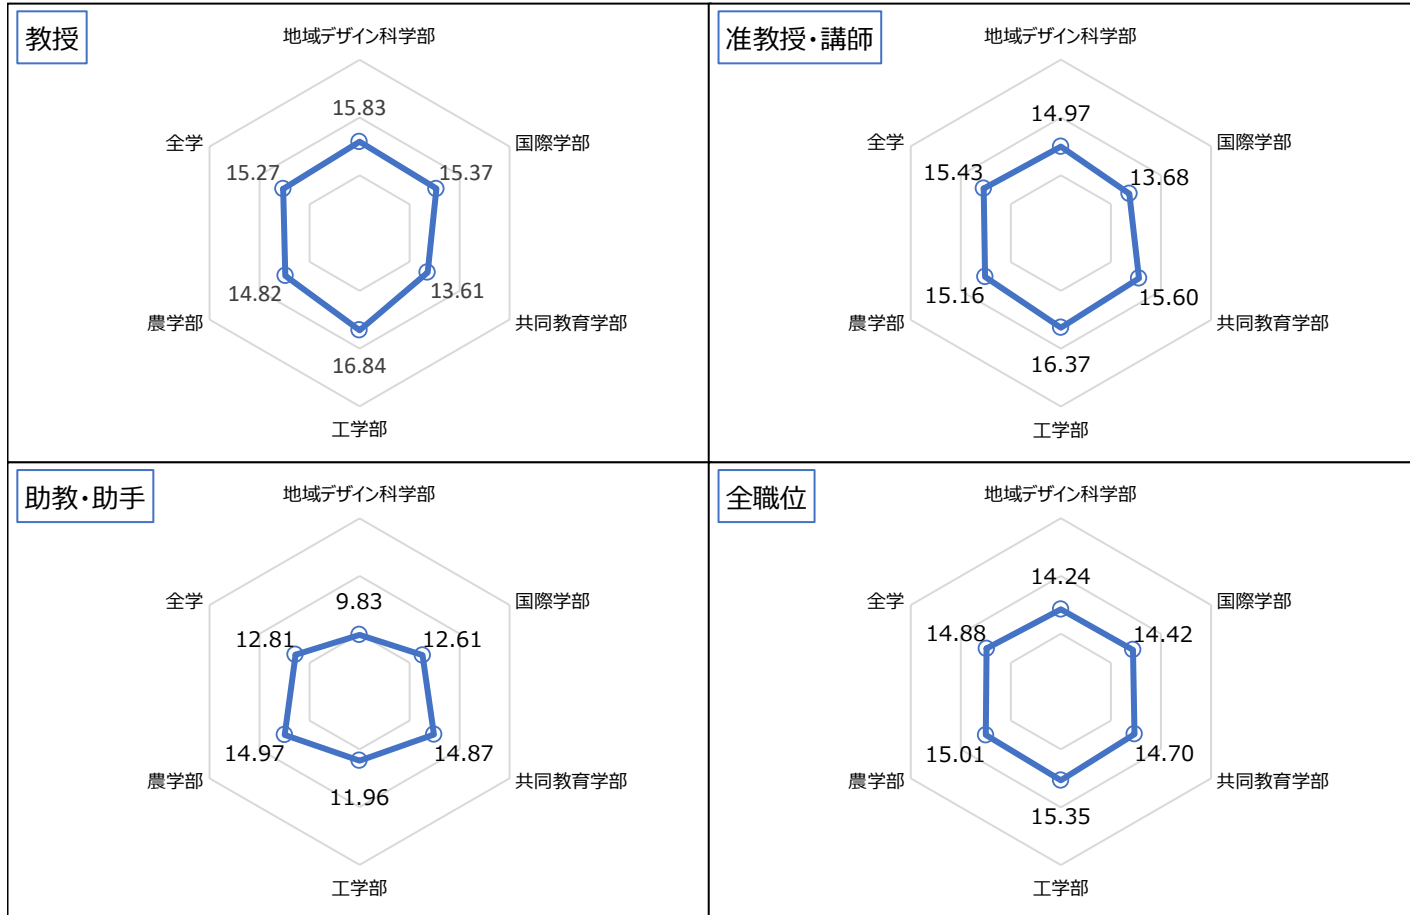 教授
地域デザイン科学部
15.83
全学
国際学部
15.27
15.37
14.82
13.61
農学部
共同教育学部
16.84
工学部
准教授・講師
地域デザイン科学部
14.97
全学
国際学部
15.43
13.68
15.16
15.60
農学部
共同教育学部
16.37
工学部
助教・助手
地域デザイン科学部
9.83
全学
国際学部
12.81
12.61
14.97
14.87
農学部
共同教育学部
11.96
工学部
全職位
地域デザイン科学部
14.24
全学
国際学部
14.88
14.42
15.01
14.70
農学部
共同教育学部
15.35
工学部